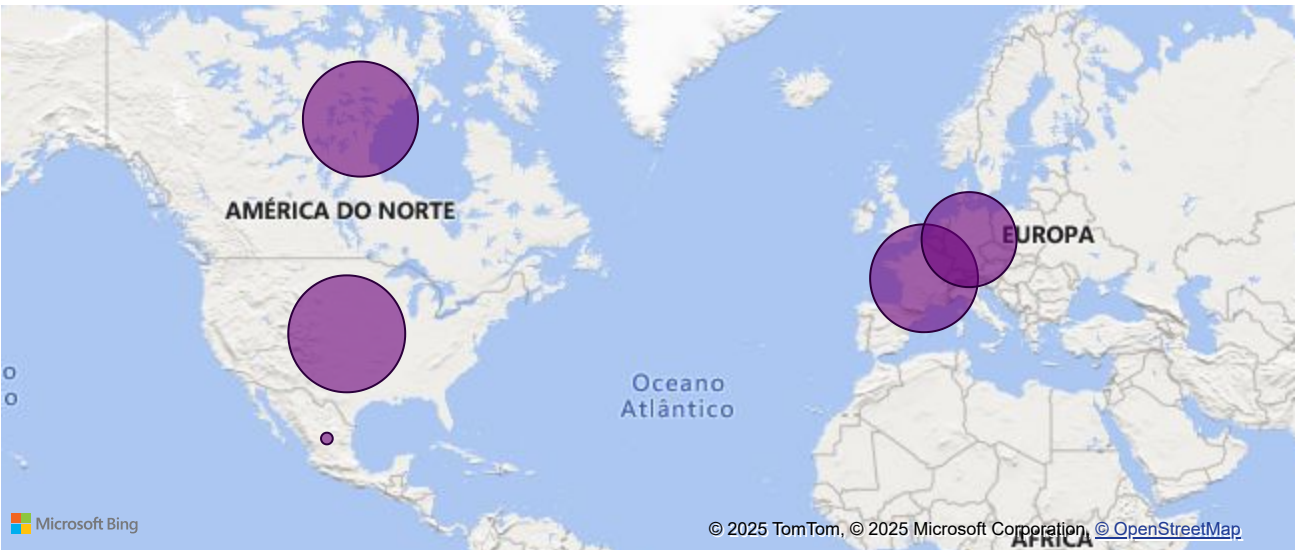 AMÉRICA DO NORTE
EUROPA
o
o
Oceano
Atlântico
Microsoft Bing
© 2025 TomTom, © 2025 Microsoft Corporation, © OpenStreetMap
ÁFRICA